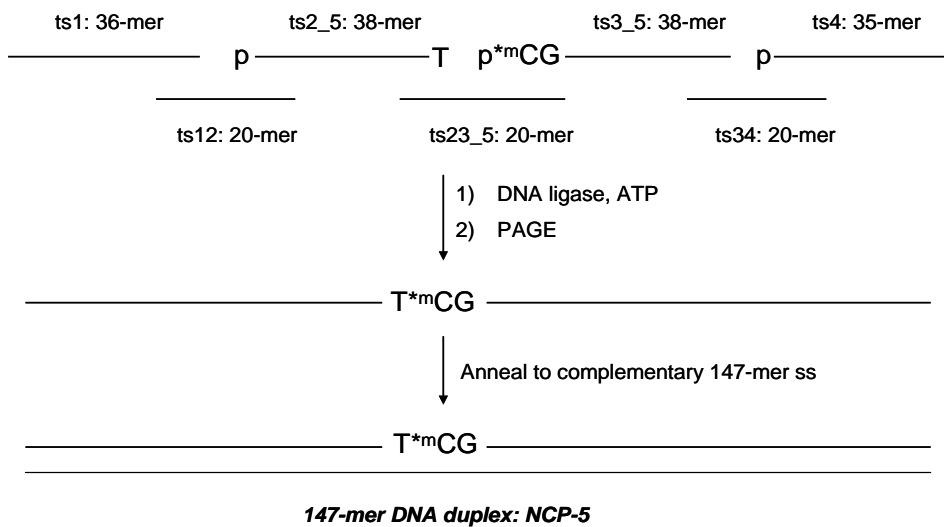 ts1: 36-mer ts2_5: 38-mer ts3_5: 38-mer ts4: 35-mer
p T p*mCG p
ts12: 20-mer ts23_5: 20-mer ts34: 20-mer
1) DNA ligase, ATP
2) PAGE
T*mCG
Anneal to complementary 147-mer ss
T*mCG
147-mer DNA duplex: NCP-5